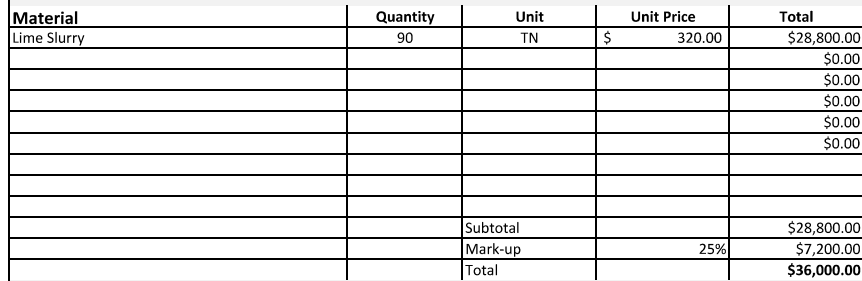 Material Quantity Unit Unit Price Total
Lime Slurry 90 TN $ 320.00 $28,800.00
$0.00
$0.00
$0.00
$0.00
$0.00
Subtotal $28,800.00
Mark-up 25% $7,200.00
Total $36,000.00